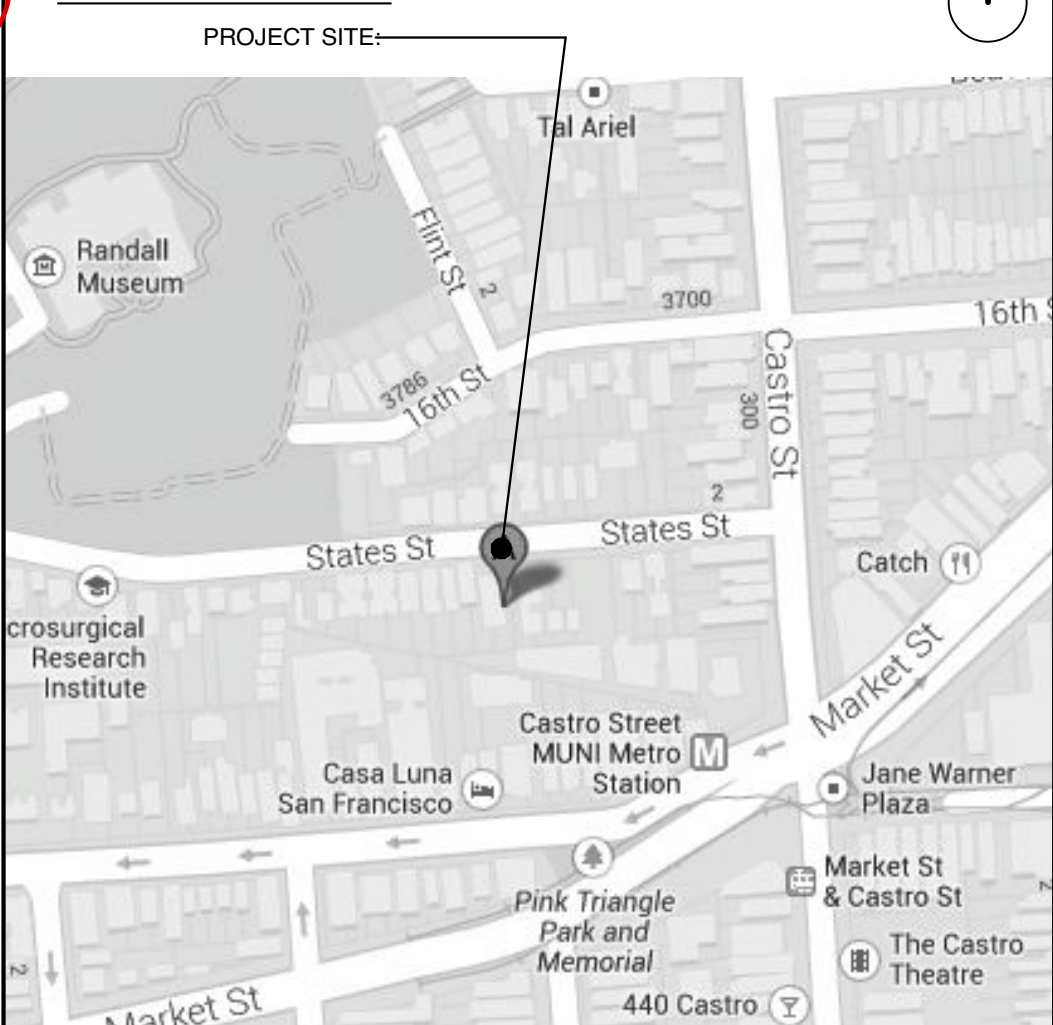 PROJECT SITE:
Tal Ariel
Randall
Museum
Flint St
2
3700
16th
3786
16th St
Castro St
300
2
States St
States St
Catch
crosurgical
Research
Institute
Market St
Castro Street
MUNI Metro
Station
M
Casa Luna
San Francisco
Jane Warner
Plaza
Market St
& Castro St
2
Pink Triangle
Park and
Memorial
The Castro
Theatre
2
440 Castro
Market St